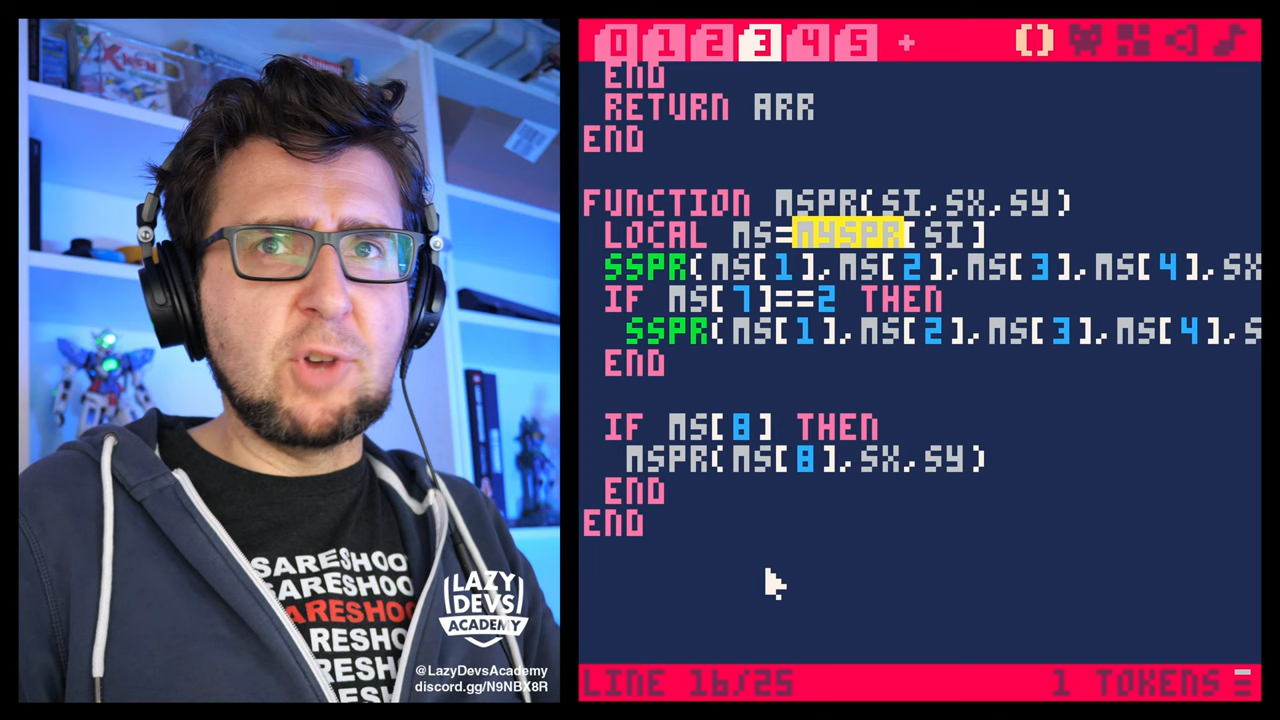 SARESHOO
SARESHOO
ARESHOO
RESHOO
RESHOO
RESH
LAZY
DEVS
ACADEMY
@LazyDevsAcademy
discord.gg/N9NBX8R
0 1 2 3 4 5 +
END
RETURN ARR
END
FUNCTION MSPR(SI,SX,SY)
LOCAL MS=MYSPR[SI]
SSPR(MS[1],MS[2],MS[3],MS[4],SX
IF MS[7]==2 THEN
SSPR(MS[1],MS[2],MS[3],MS[4],S
END
IF MS[8] THEN
MSPR(MS[8],SX,SY)
END
END
LINE 16/25
1 TOKENS